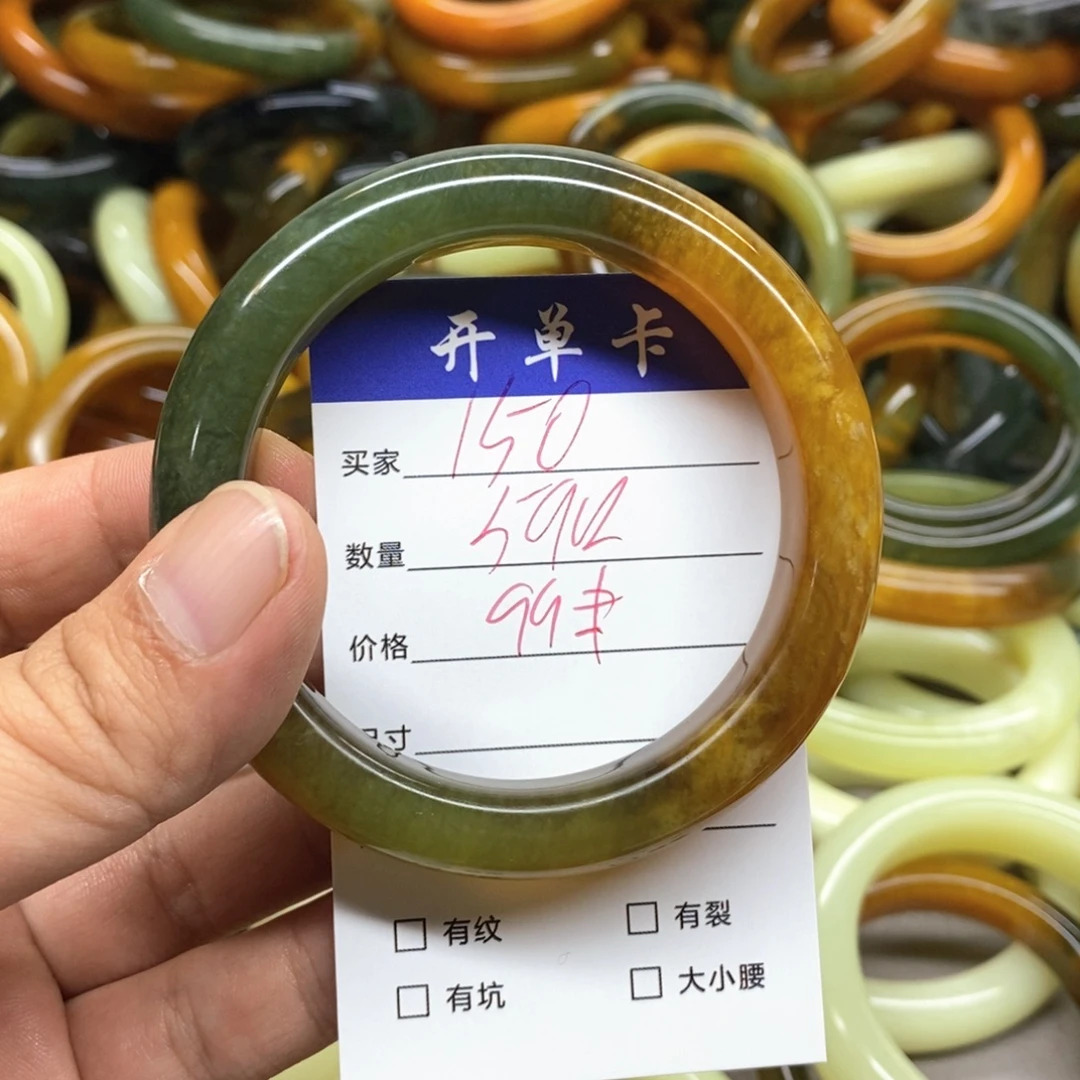 开单卡
买家 150
数量
价格 99
寸
有纹 有裂
有坑 大小腰